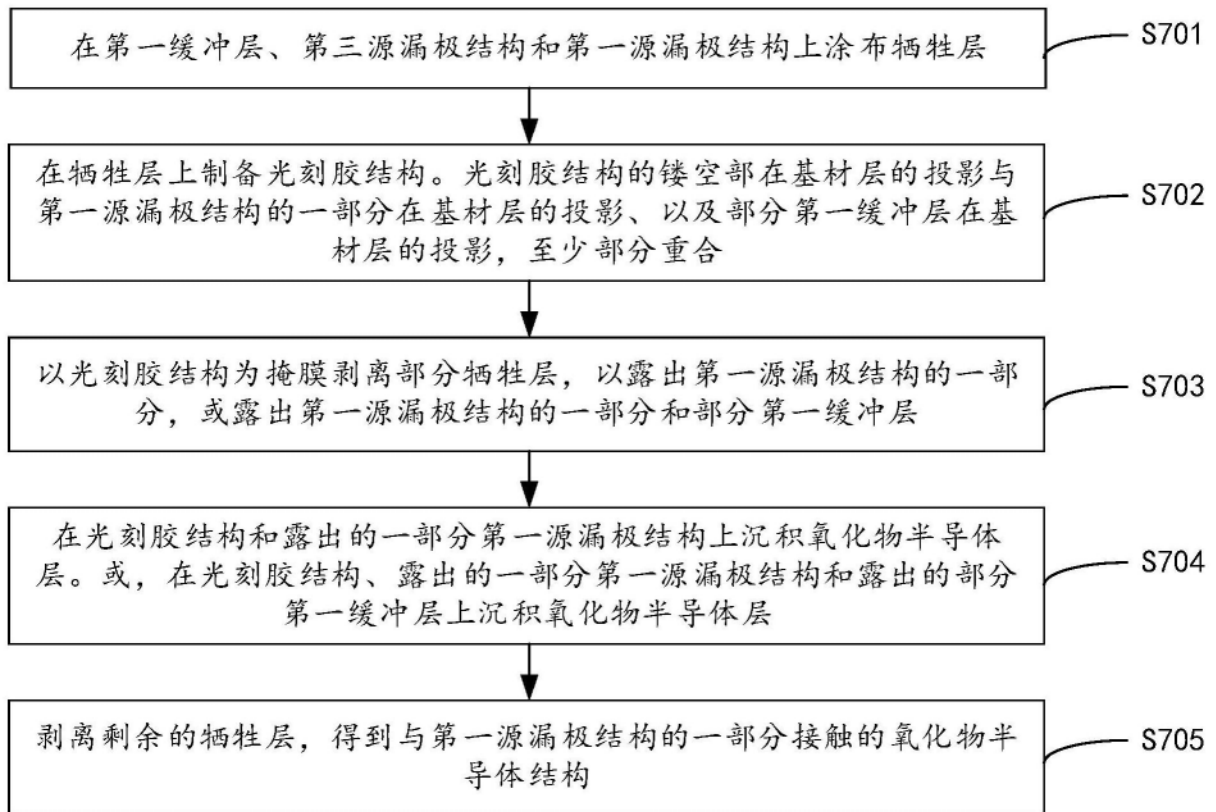 在第一缓冲层、第三源漏极结构和第一源漏极结构上涂布牺牲层
S701
在牺牲层上制备光刻胶结构。光刻胶结构的镂空部在基材层的投影与
第一源漏极结构的一部分在基材层的投影、以及部分第一缓冲层在基
材层的投影，至少部分重合
S702
以光刻胶结构为掩膜剥离部分牺牲层，以露出第一源漏极结构的一部
分，或露出第一源漏极结构的一部分和部分第一缓冲层
S703
在光刻胶结构和露出的一部分第一源漏极结构上沉积氧化物半导体
层。或，在光刻胶结构、露出的一部分第一源漏极结构和露出的部分
第一缓冲层上沉积氧化物半导体层
S704
剥离剩余的牺牲层，得到与第一源漏极结构的一部分接触的氧化物半
导体结构
S705